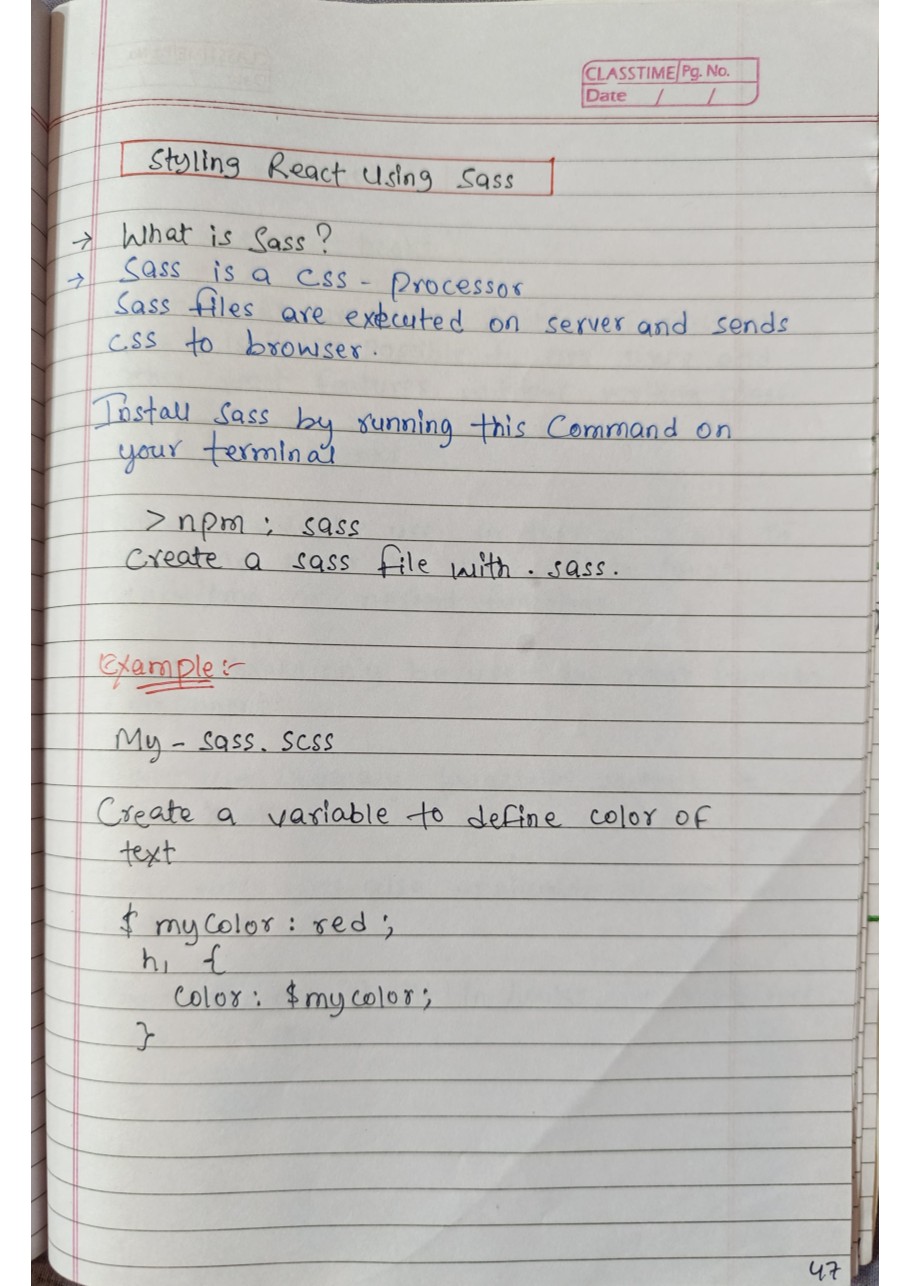 CLASSTIME Pg. No.
Date / /
Styling React Using Sass
→ What is Sass?
→ Sass is a css - Processor
Sass files are executed on server and sends
css to browser.
Install Sass by running this Command on
your terminal
> npm ; sass
Create a sass file with . sass.
Example:-
My - sass. scss
Create a variable to define color of
text
$ myColor : red ;
h1 {
color: $mycolor;
}
47